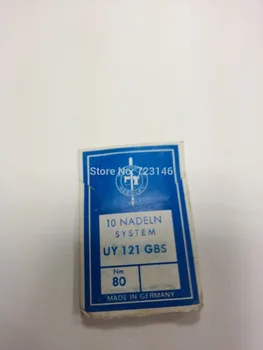 10 NADELN
SYSTEM
UY 121 GBS
Nm
80
MADE IN GERMANY
Store No: 723146